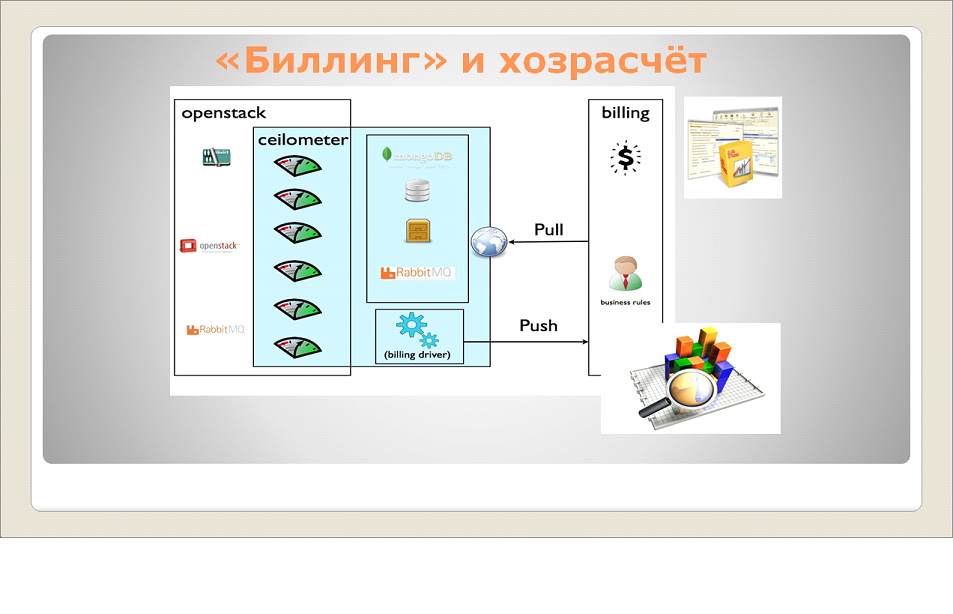 «Биллинг» и хозрасчёт
openstack
billing
ceilometer
mongoDB
openstack
Pull
RabbitMQ
business rules
Push
RabbitMQ
(billing driver)